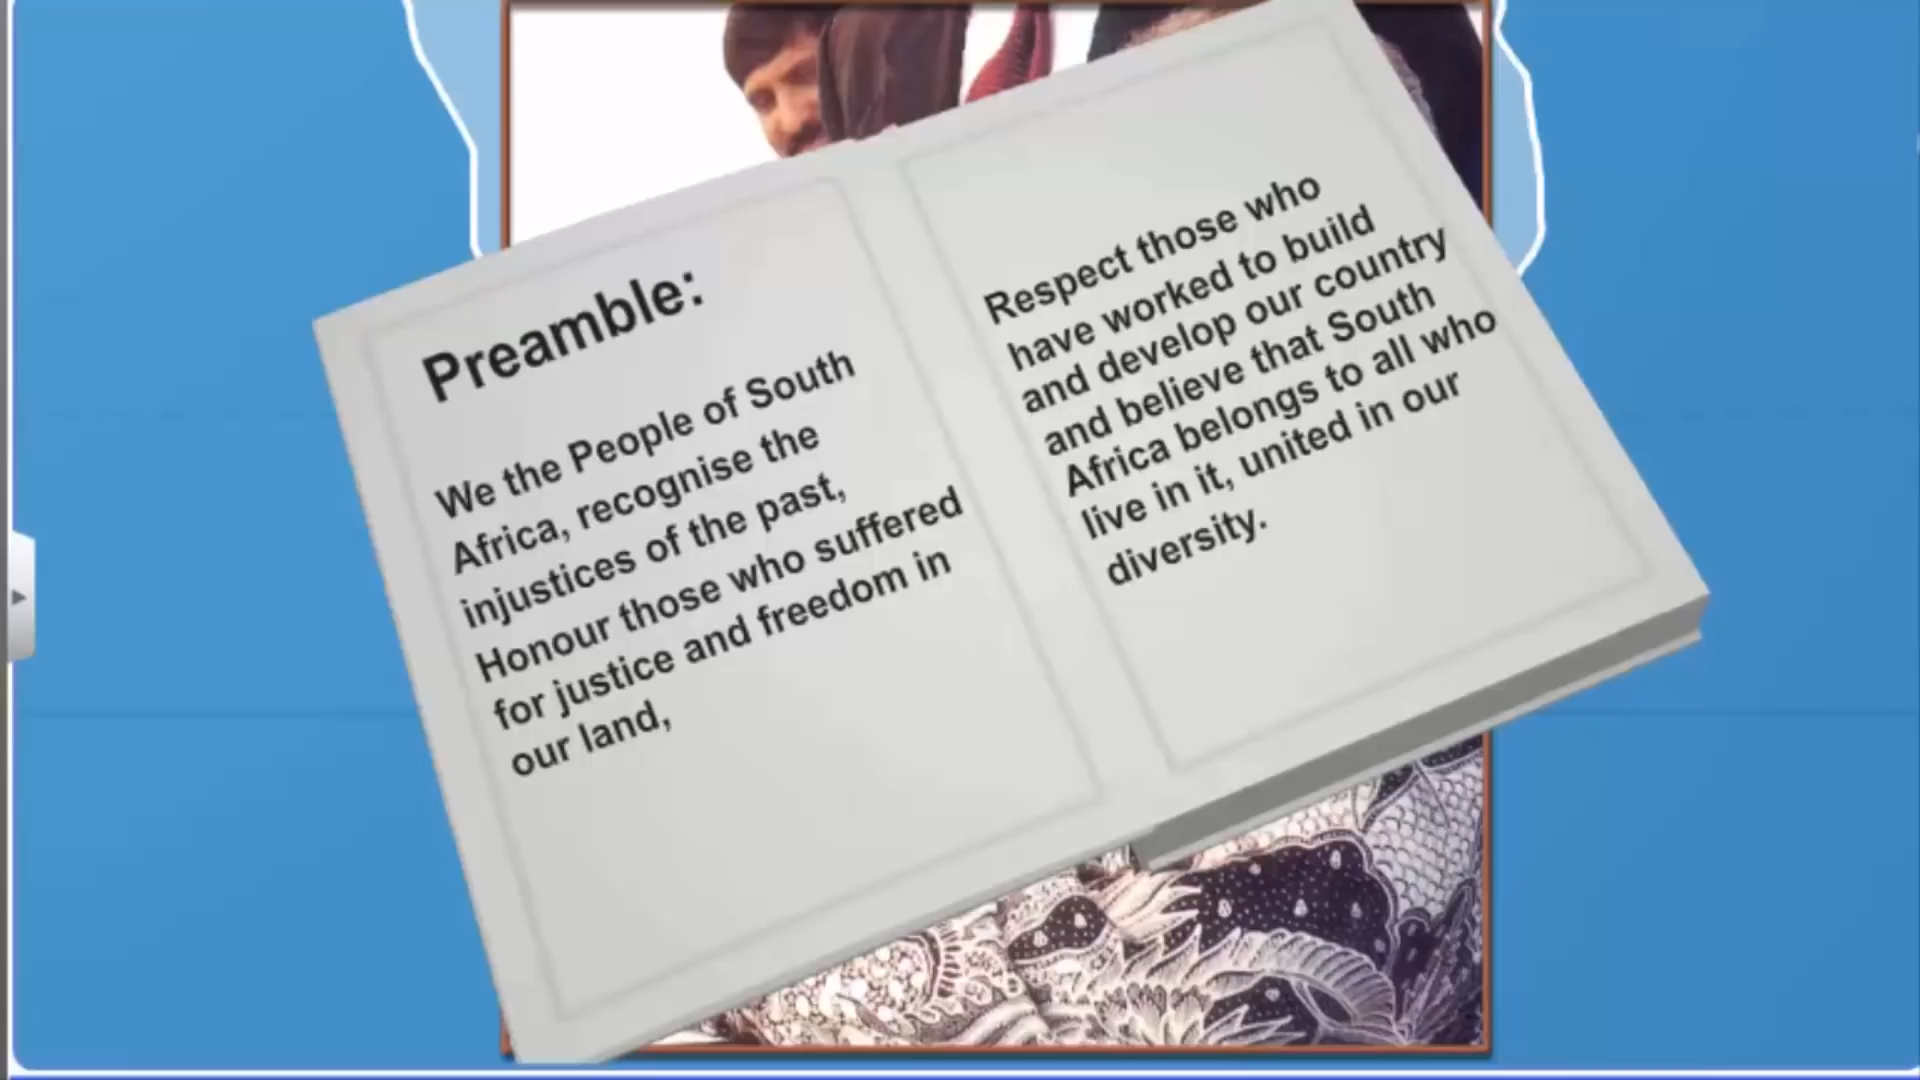 Preamble:
We the People of South
Africa, recognise the
injustices of the past,
Honour those who suffered
for justice and freedom in
our land,
Respect those who
have worked to build
and develop our country
and believe that South
Africa belongs to all who
live in it, united in our
diversity.